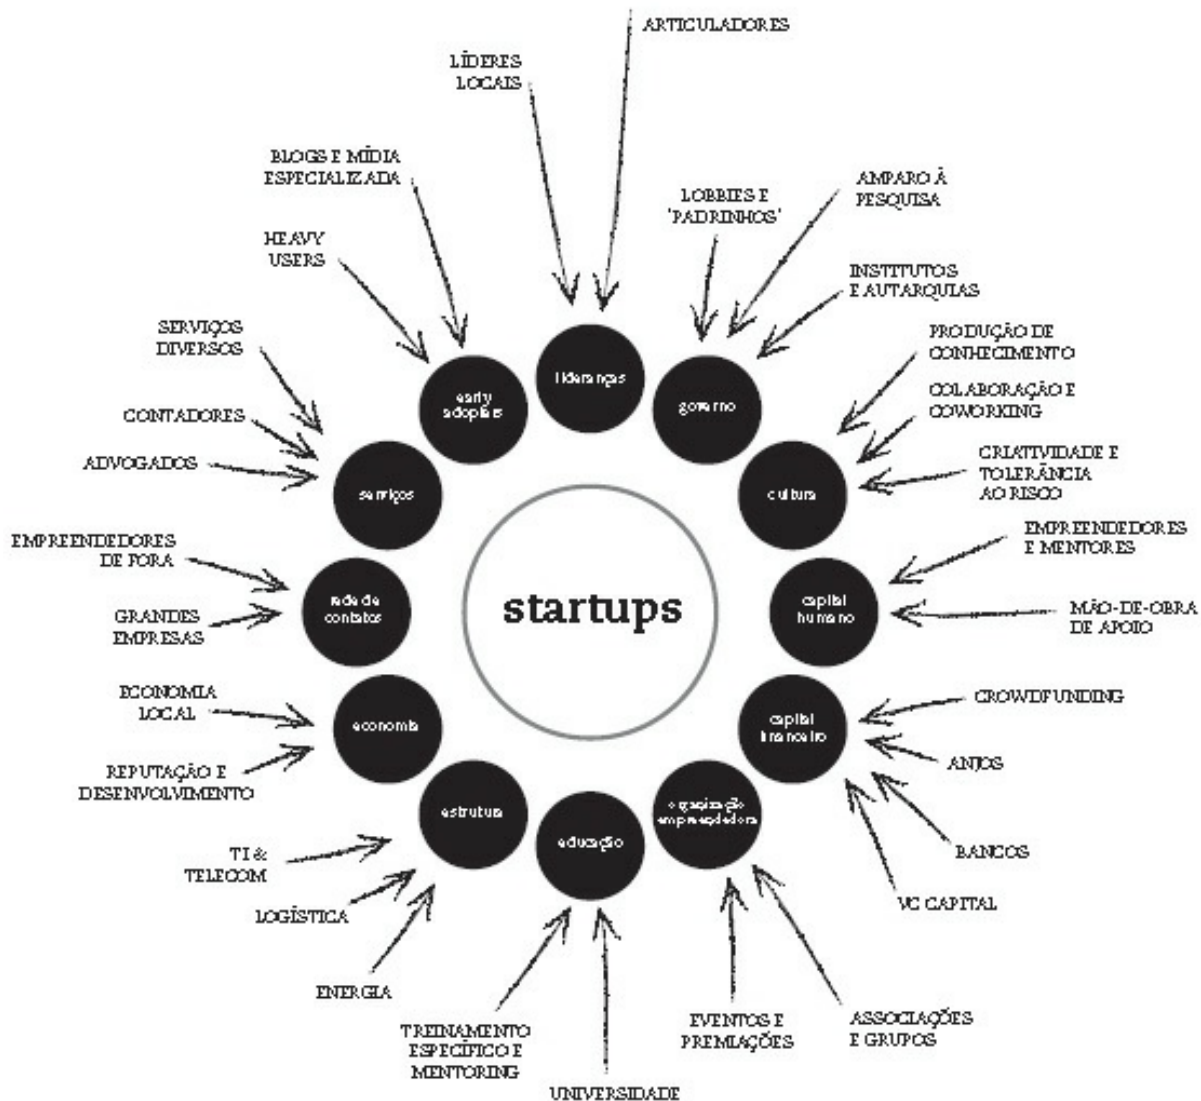 ARTICULADORES
LÍDERES
LOCAIS
BLOGS E MÍDIA
ESPECIALIZADA
LOBBIES E
'PADRINHOS'
AMPARO À
PESQUISA
HEAVY
USERS
INSTITUTOS
E AUTARQUIAS
SERVIÇOS
DIVERSOS
PRODUÇÃO DE
CONHECIMENTO
lideranças
early
governo
CONTADORES
COLABORAÇÃO E
COWORKING
ADVOGADOS
CRIATIVIDADE E
TOLERÂNCIA
AO RISCO
serviços
cultura
EMPREENDEDORES
DE FORA
EMPREENDEDORES
E MENTORES
rede de
contatos
startups
capital
humano
GRANDES
EMPRESAS
MÃO-DE-OBRA
DE APOIO
ECONOMIA
LOCAL
CROWDFUNDING
economia
capital
financeiro
REPUTAÇÃO E
DESENVOLVIMENTO
ANJOS
estrutura
educação
organização
empreendedora
TI &
TELECOM
BANCOS
LOGÍSTICA
VC CAPITAL
ENERGIA
TREINAMENTO
ESPECÍFICO E
MENTORING
UNIVERSIDADE
EVENTOS E
PREMIAÇÕES
ASSOCIAÇÕES
E GRUPOS